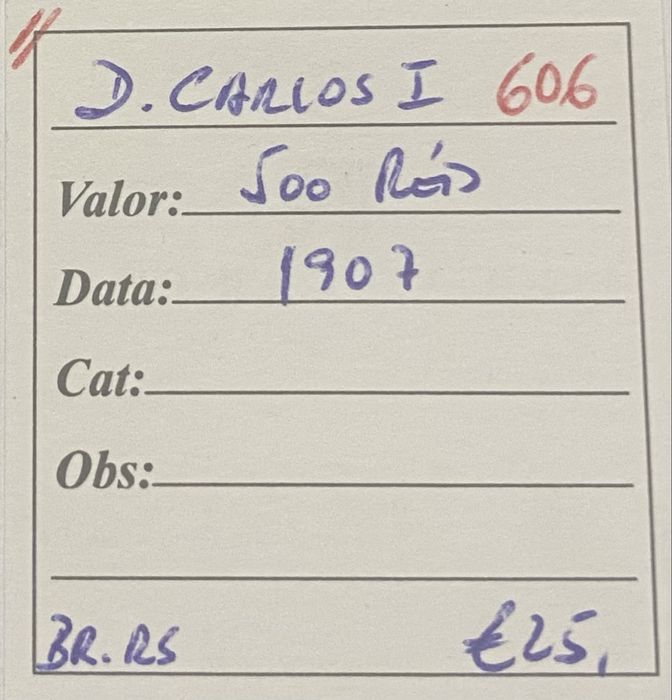 D. CARLOS I 606
Valor: 500 Réis
Data: 1907
Cat:
Obs:
BR. RS €25,